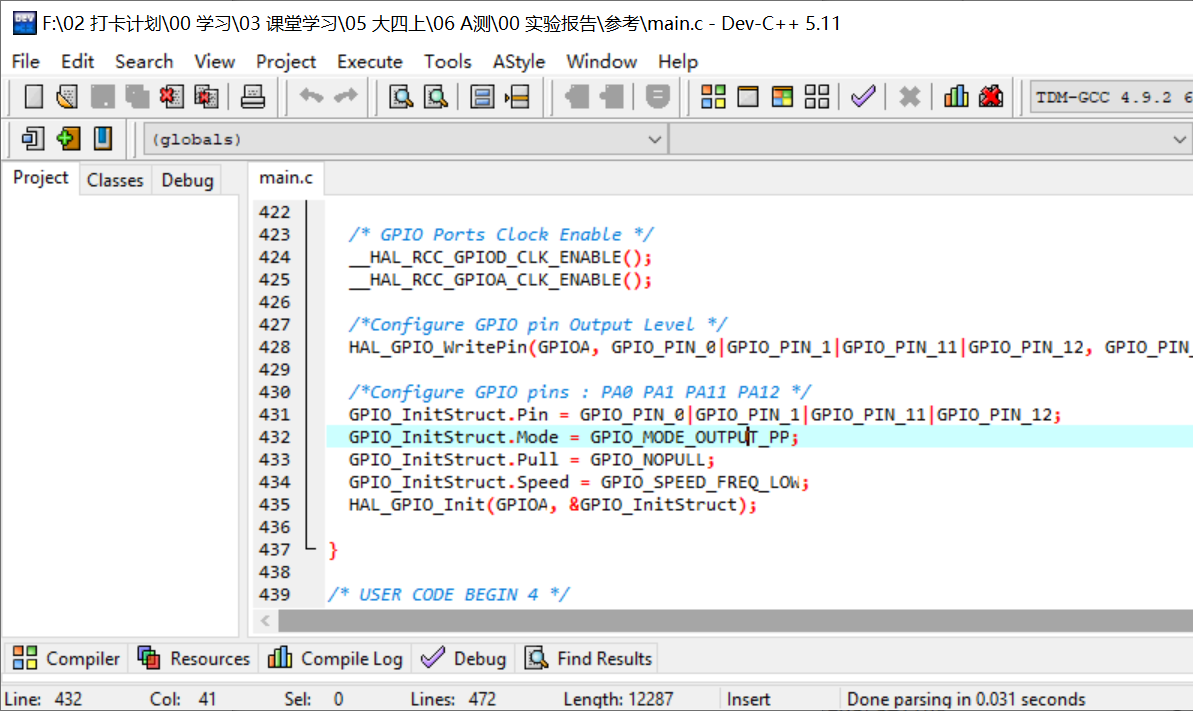 F:\02 打卡计划\00 学习\03 课堂学习\05 大四上\06 A测\00 实验报告\参考\main.c - Dev-C++ 5.11
File Edit Search View Project Execute Tools AStyle Window Help
TDM-GCC 4.9.2 6
(globals)
Project Classes Debug
main.c
422
423 /* GPIO Ports Clock Enable */
424 __HAL_RCC_GPIOD_CLK_ENABLE();
425 __HAL_RCC_GPIOA_CLK_ENABLE();
426
427 /*Configure GPIO pin Output Level */
428 HAL_GPIO_WritePin(GPIOA, GPIO_PIN_0|GPIO_PIN_1|GPIO_PIN_11|GPIO_PIN_12, GPIO_PIN_
429
430 /*Configure GPIO pins : PA0 PA1 PA11 PA12 */
431 GPIO_InitStruct.Pin = GPIO_PIN_0|GPIO_PIN_1|GPIO_PIN_11|GPIO_PIN_12;
432 GPIO_InitStruct.Mode = GPIO_MODE_OUTPUT_PP;
433 GPIO_InitStruct.Pull = GPIO_NOPULL;
434 GPIO_InitStruct.Speed = GPIO_SPEED_FREQ_LOW;
435 HAL_GPIO_Init(GPIOA, &GPIO_InitStruct);
436
437 }
438
439 /* USER CODE BEGIN 4 */
Compiler Resources Compile Log Debug Find Results
Line: 432 Col: 41 Sel: 0 Lines: 472 Length: 12287 Insert Done parsing in 0.031 seconds